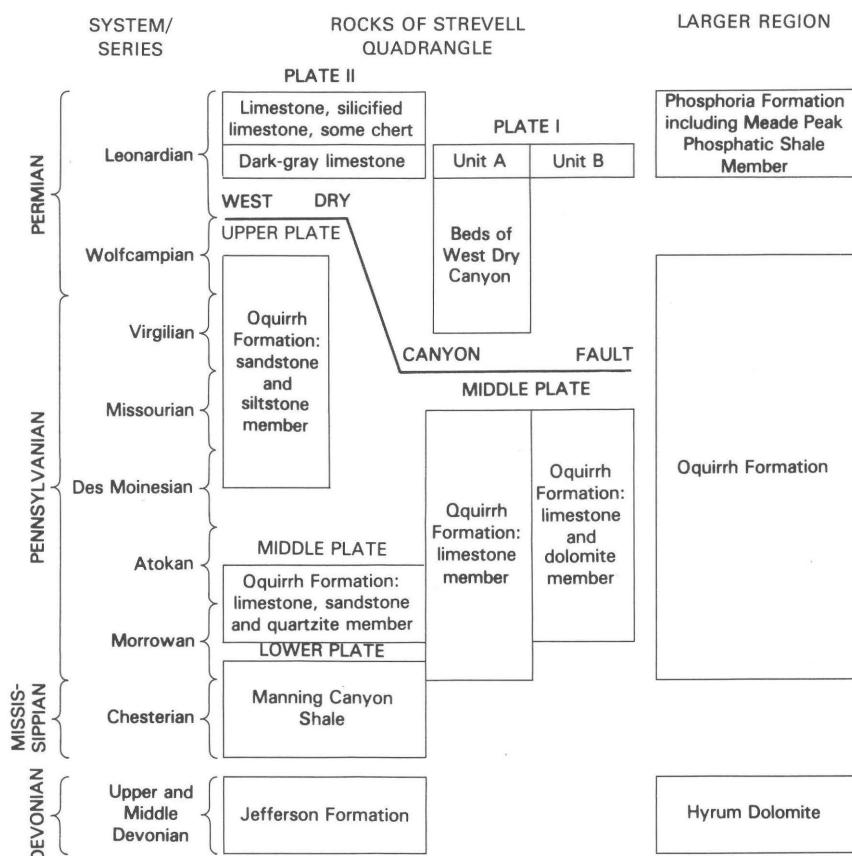 SYSTEM/
SERIES
ROCKS OF STREVELL
QUADRANGLE
LARGER REGION
PERMIAN
Leonardian
Wolfcampian
PENNSYLVANIAN
Virgilian
Missourian
Des Moinesian
Atokan
Morrowan
MISSIS-
SIPPIAN
Chesterian
DEVONIAN
Upper and
Middle
Devonian
PLATE II
Limestone, silicified
limestone, some chert
Dark-gray limestone
PLATE I
Unit A
Unit B
Beds of
West Dry
Canyon
WEST DRY
CANYON FAULT
UPPER PLATE
Oquirrh
Formation:
sandstone
and
siltstone
member
MIDDLE PLATE
Qquirrh
Formation:
limestone
member
Oquirrh
Formation:
limestone
and
dolomite
member
MIDDLE PLATE
Oquirrh Formation:
limestone, sandstone
and quartzite member
LOWER PLATE
Manning Canyon
Shale
Jefferson Formation
Phosphoria Formation
including Meade Peak
Phosphatic Shale
Member
Oquirrh Formation
Hyrum Dolomite